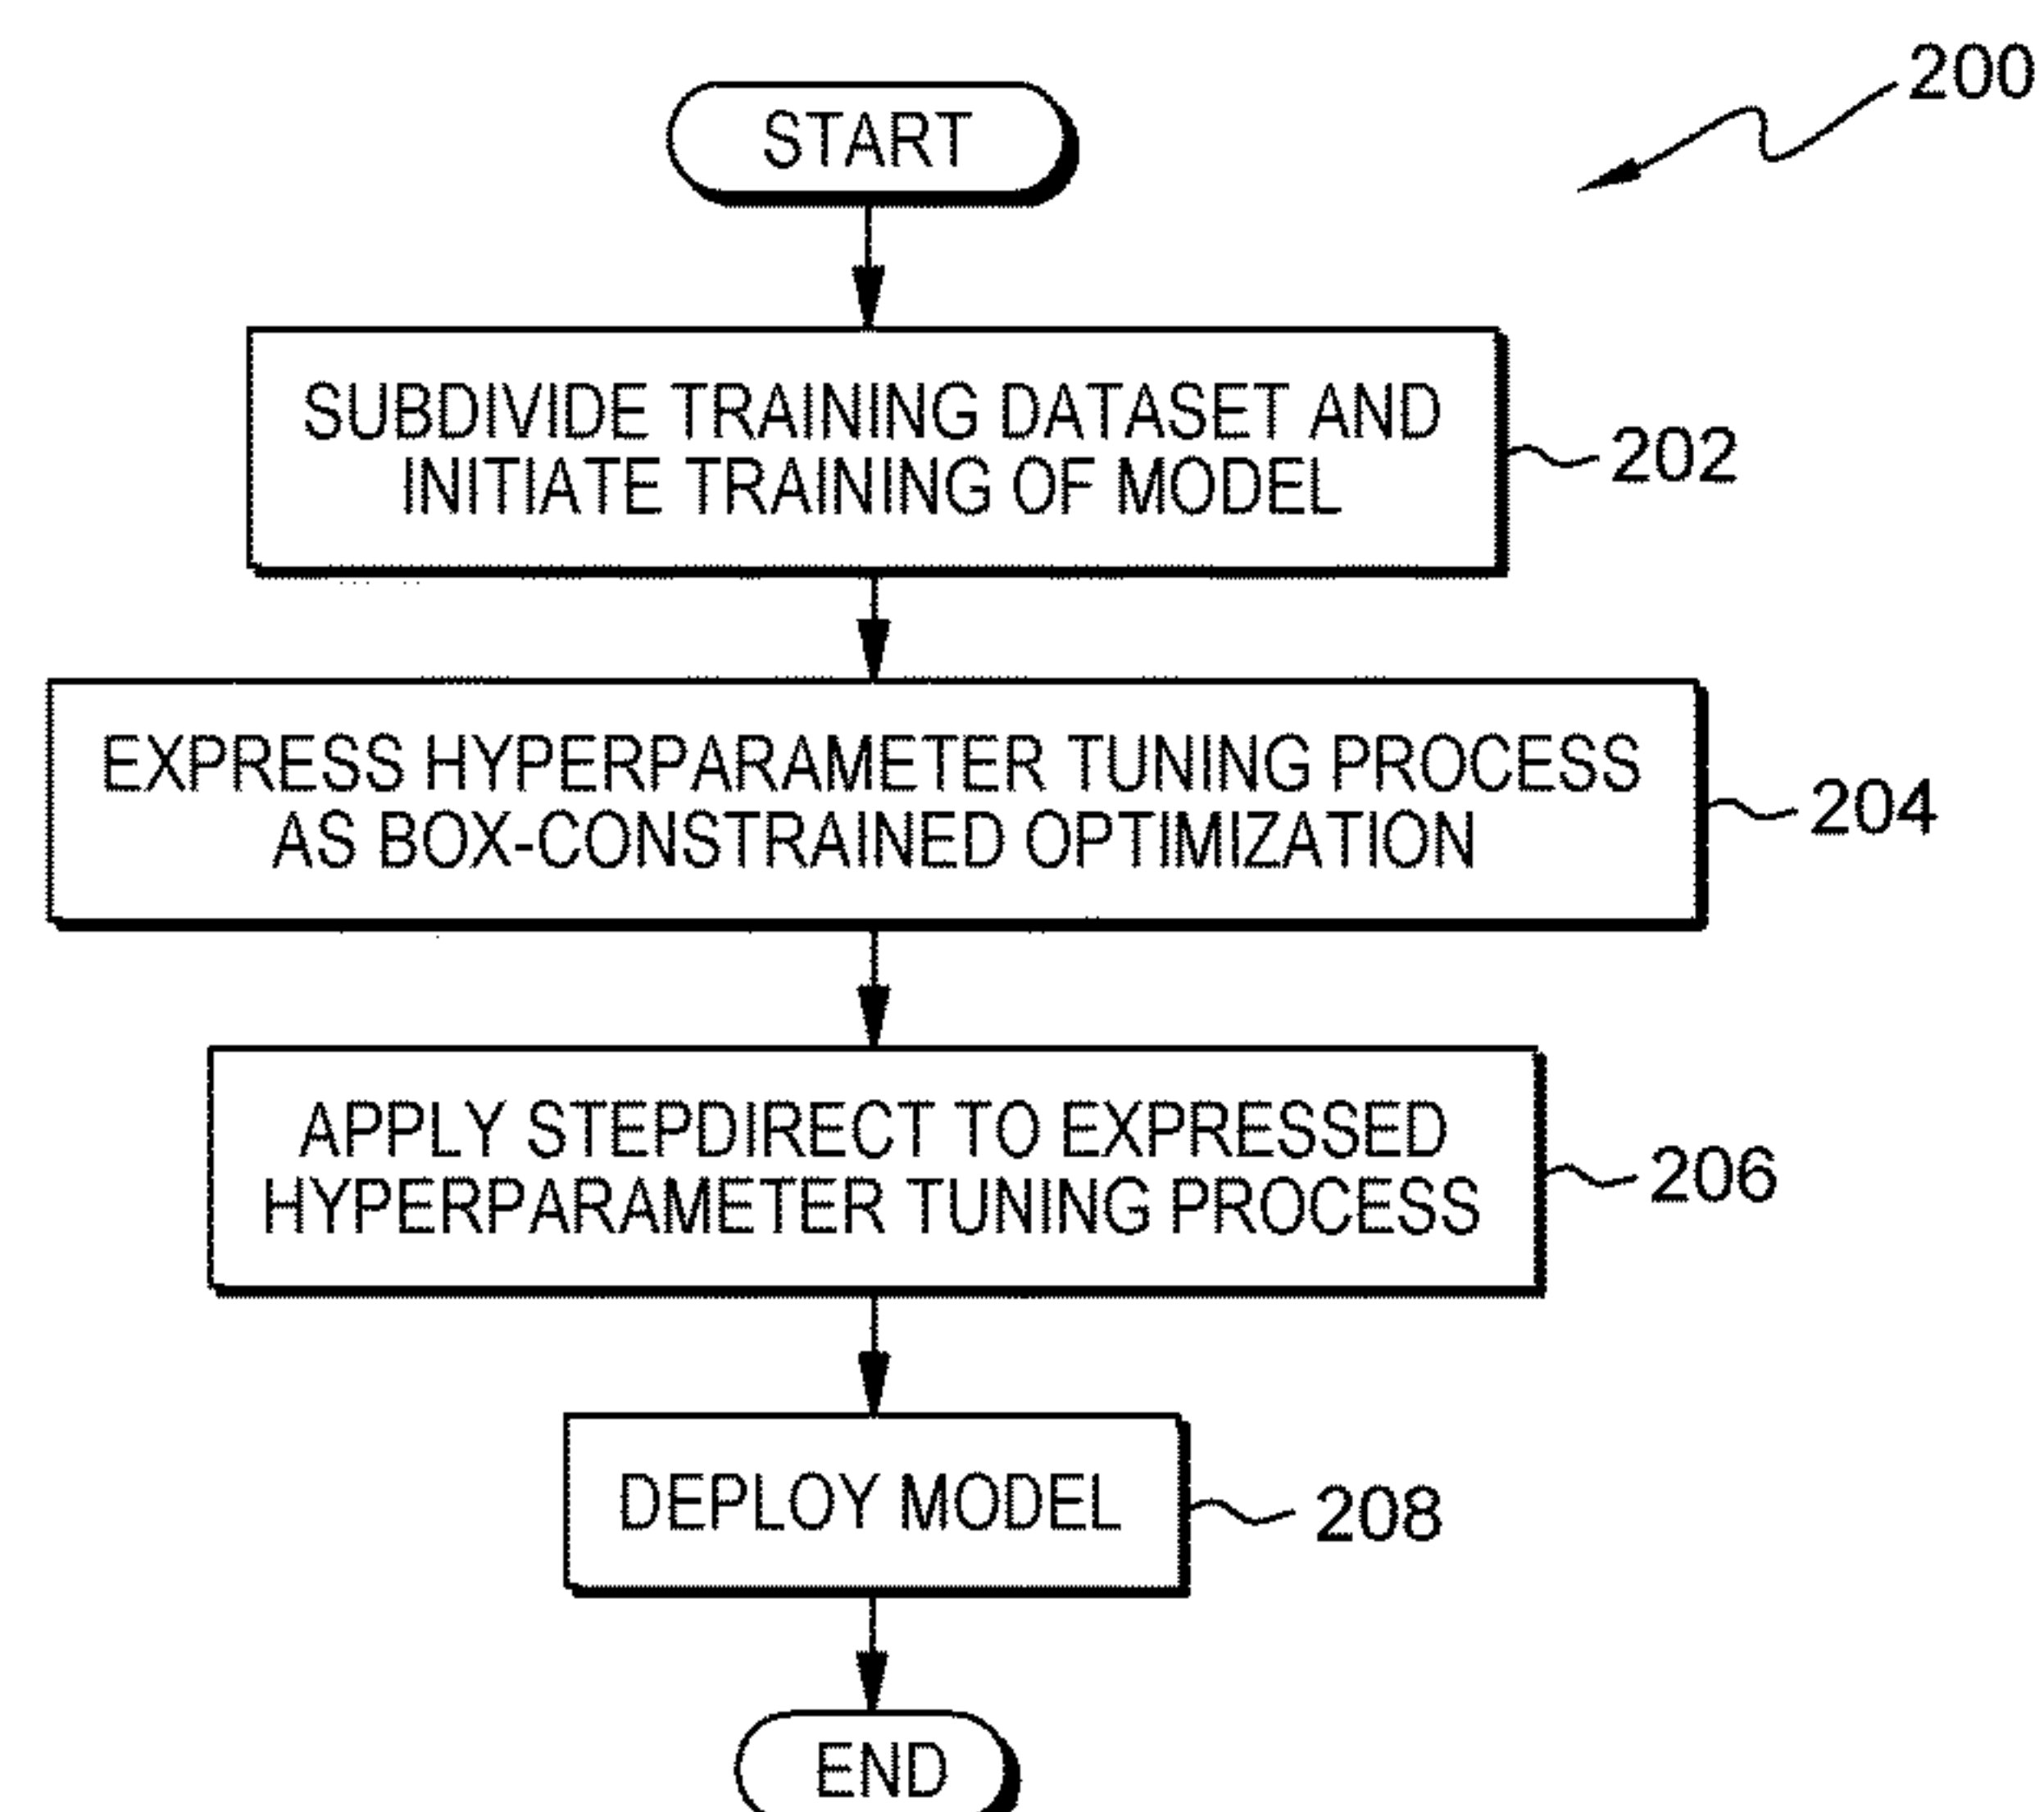 200
START
SUBDIVIDE TRAINING DATASET AND
INITIATE TRAINING OF MODEL
202
EXPRESS HYPERPARAMETER TUNING PROCESS
AS BOX-CONSTRAINED OPTIMIZATION
204
APPLY STEPDIRECT TO EXPRESSED
HYPERPARAMETER TUNING PROCESS
206
DEPLOY MODEL
208
END